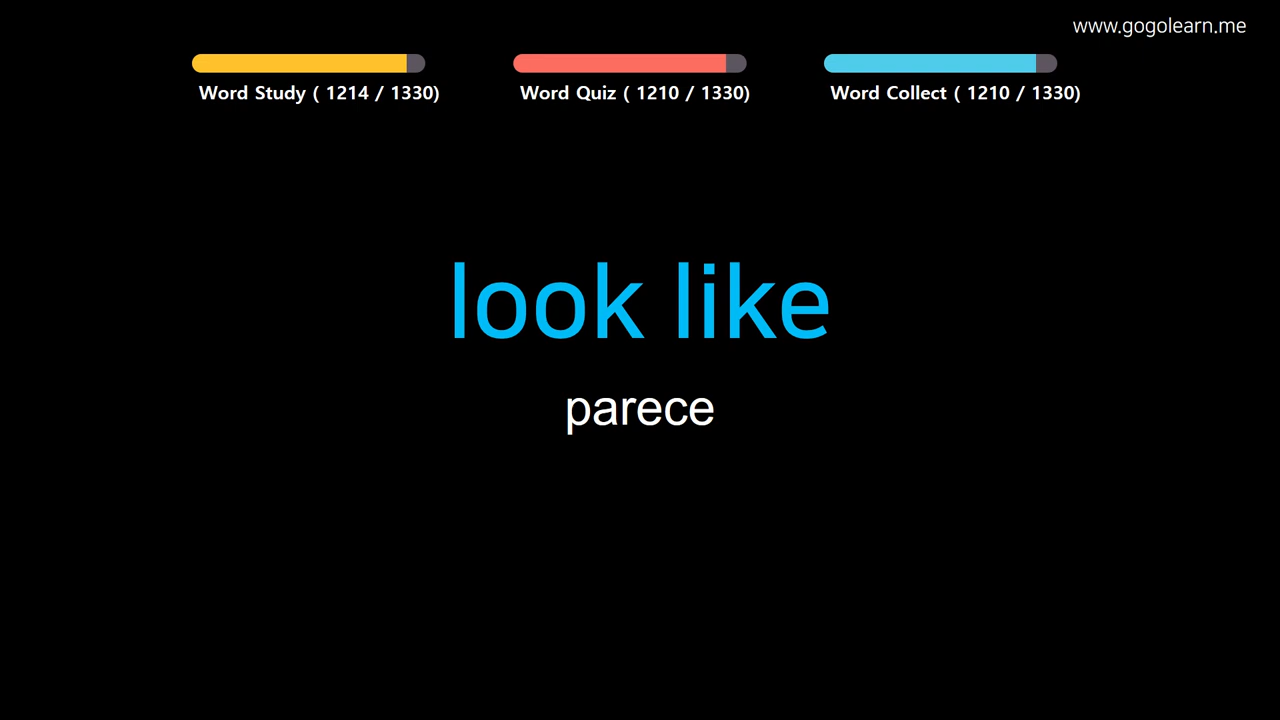 www.gogolearn.me
Word Study ( 1214 / 1330)
Word Quiz ( 1210 / 1330)
Word Collect ( 1210 / 1330)
look like
parece